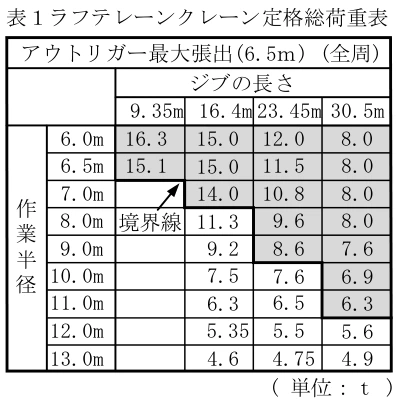 表1ラフテレーンクレーン定格総荷重表
アウトリガー最大張出(6.5m) (全周)
ジブの長さ
9.35m 16.4m 23.45m 30.5m
作業半径
6.0m 16.3 15.0 12.0 8.0
6.5m 15.1 15.0 11.5 8.0
7.0m 14.0 10.8 8.0
8.0m 境界線 11.3 9.6 8.0
9.0m 9.2 8.6 7.6
10.0m 7.5 7.6 6.9
11.0m 6.3 6.5 6.3
12.0m 5.35 5.5 5.6
13.0m 4.6 4.75 4.9
(単位:t)